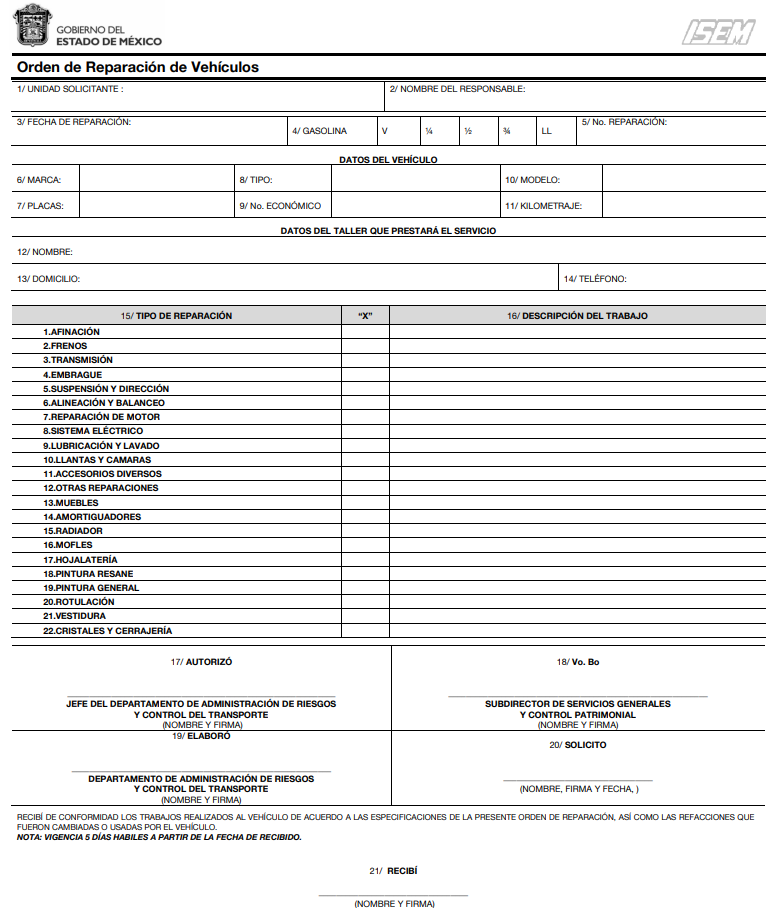 GOBIERNO DEL
ESTADO DE MÉXICO
ISEM
Orden de Reparación de Vehículos
1/ UNIDAD SOLICITANTE :
2/ NOMBRE DEL RESPONSABLE:
3/ FECHA DE REPARACIÓN:
4/ GASOLINA V ¼ ½ ¾ LL
5/ No. REPARACIÓN:
DATOS DEL VEHÍCULO
6/ MARCA: 8/ TIPO: 10/ MODELO:
7/ PLACAS: 9/ No. ECONÓMICO 11/ KILOMETRAJE:
DATOS DEL TALLER QUE PRESTARÁ EL SERVICIO
12/ NOMBRE:
13/ DOMICILIO: 14/ TELÉFONO:
15/ TIPO DE REPARACIÓN “X” 16/ DESCRIPCIÓN DEL TRABAJO
1.AFINACIÓN
2.FRENOS
3.TRANSMISIÓN
4.EMBRAGUE
5.SUSPENSIÓN Y DIRECCIÓN
6.ALINEACIÓN Y BALANCEO
7.REPARACIÓN DE MOTOR
8.SISTEMA ELÉCTRICO
9.LUBRICACIÓN Y LAVADO
10.LLANTAS Y CAMARAS
11.ACCESORIOS DIVERSOS
12.OTRAS REPARACIONES
13.MUEBLES
14.AMORTIGUADORES
15.RADIADOR
16.MOFLES
17.HOJALATERÍA
18.PINTURA RESANE
19.PINTURA GENERAL
20.ROTULACIÓN
21.VESTIDURA
22.CRISTALES Y CERRAJERÍA
17/ AUTORIZÓ
JEFE DEL DEPARTAMENTO DE ADMINISTRACIÓN DE RIESGOS
Y CONTROL DEL TRANSPORTE
(NOMBRE Y FIRMA)
18/ Vo. Bo
SUBDIRECTOR DE SERVICIOS GENERALES
Y CONTROL PATRIMONIAL
(NOMBRE Y FIRMA)
19/ ELABORÓ
DEPARTAMENTO DE ADMINISTRACIÓN DE RIESGOS
Y CONTROL DEL TRANSPORTE
(NOMBRE Y FIRMA)
20/ SOLICITO
(NOMBRE, FIRMA Y FECHA, )
RECIBÍ DE CONFORMIDAD LOS TRABAJOS REALIZADOS AL VEHÍCULO DE ACUERDO A LAS ESPECIFICACIONES DE LA PRESENTE ORDEN DE REPARACIÓN, ASÍ COMO LAS REFACCIONES QUE
FUERON CAMBIADAS O USADAS POR EL VEHÍCULO.
NOTA: VIGENCIA 5 DÍAS HABILES A PARTIR DE LA FECHA DE RECIBIDO.
21/ RECIBÍ
(NOMBRE Y FIRMA)